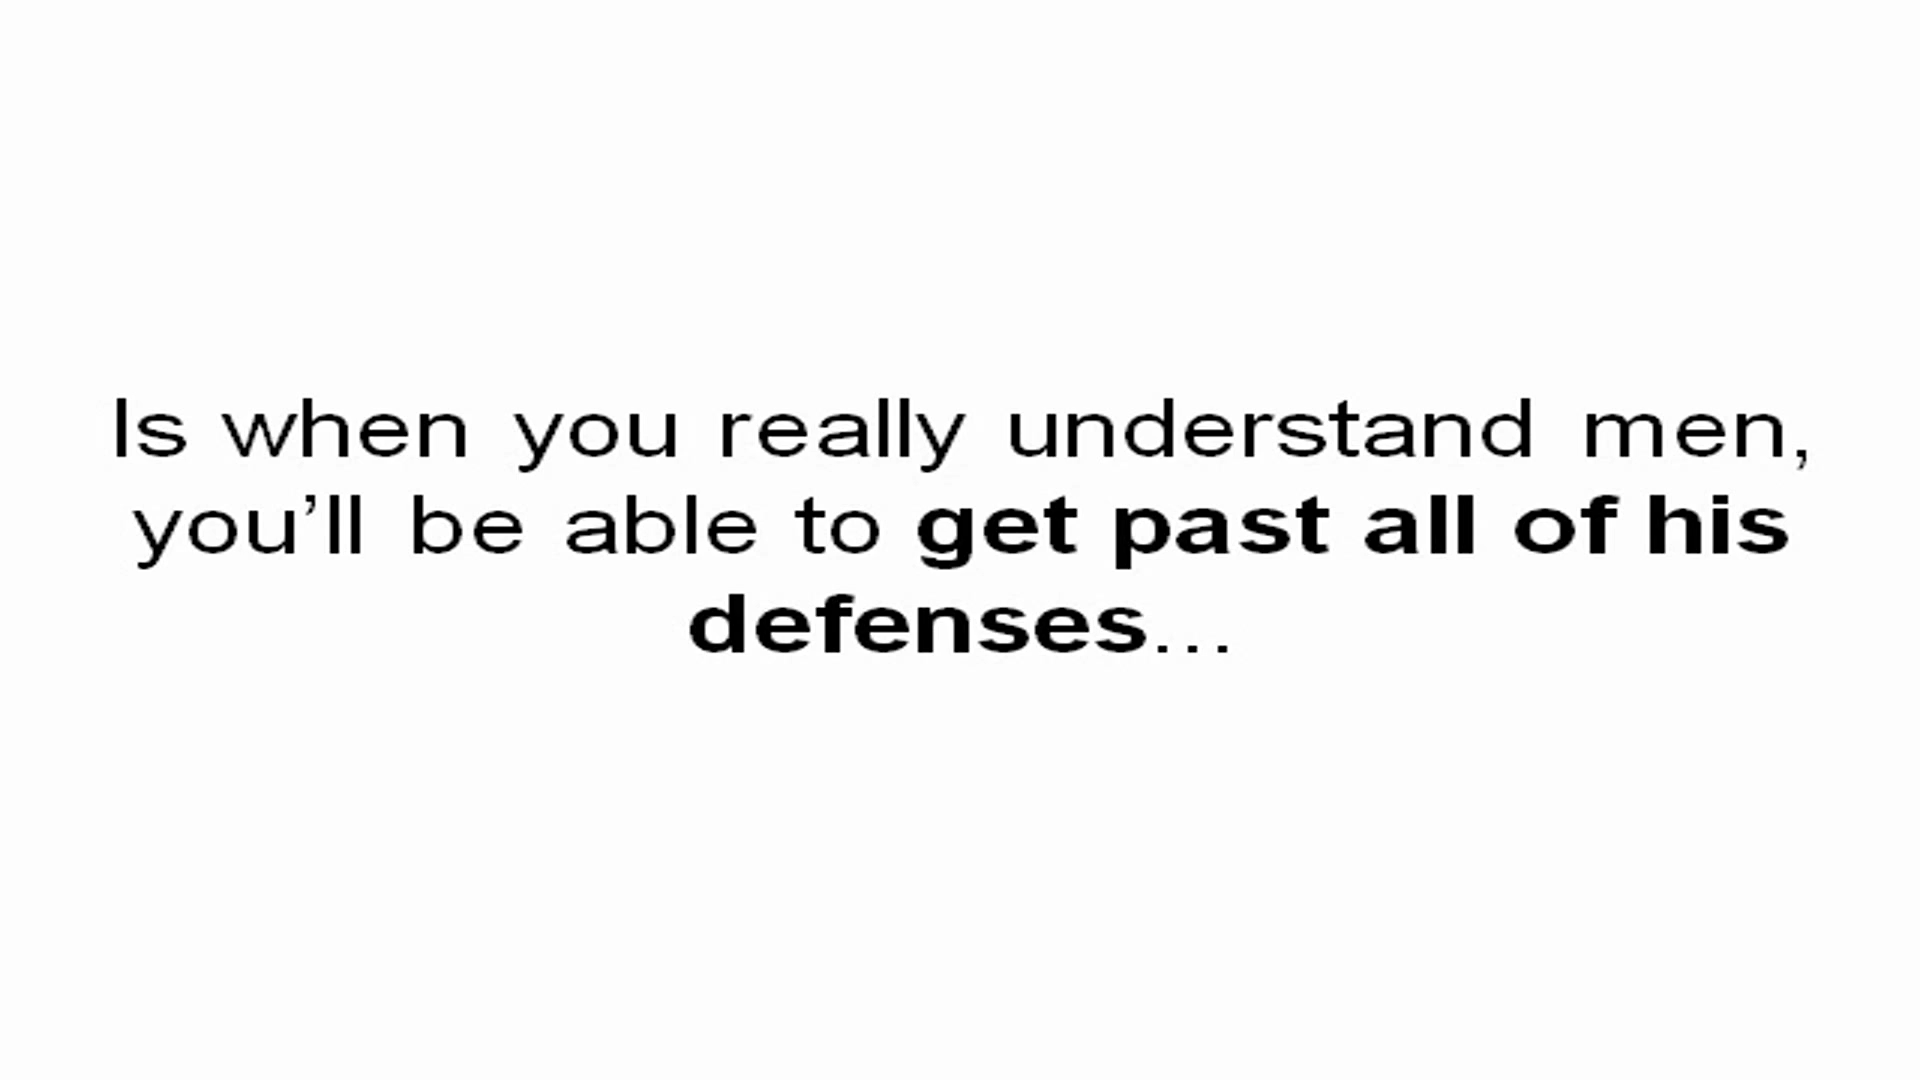 Is when you really understand men,
you’ll be able to get past all of his
defenses…